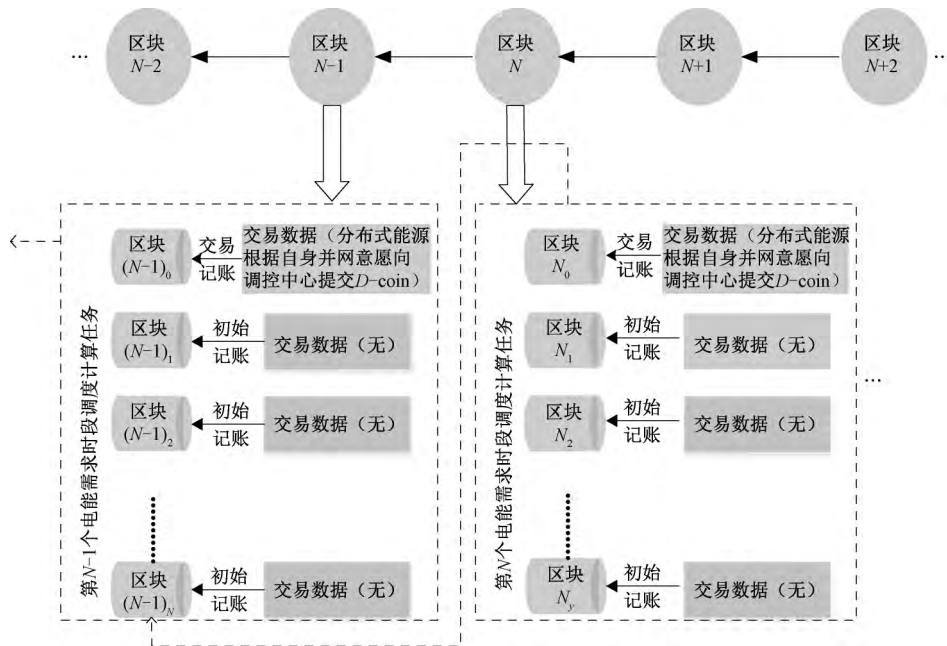 …
区块
N−2
区块
N−1
区块
N
区块
N+1
区块
N+2
…
第N−1个电能需求时段调度计算任务
区块
(N−1)0
交易
记账
交易数据（分布式能源
根据自身并网意愿向
调控中心提交D-coin）
区块
(N−1)1
初始
记账
交易数据（无）
区块
(N−1)2
初始
记账
交易数据（无）
区块
(N−1)N
初始
记账
交易数据（无）
第N个电能需求时段调度计算任务
区块
N0
交易
记账
交易数据（分布式能源
根据自身并网意愿向
调控中心提交D-coin）
区块
N1
初始
记账
交易数据（无）
区块
N2
初始
记账
交易数据（无）
区块
Ny
初始
记账
交易数据（无）
…